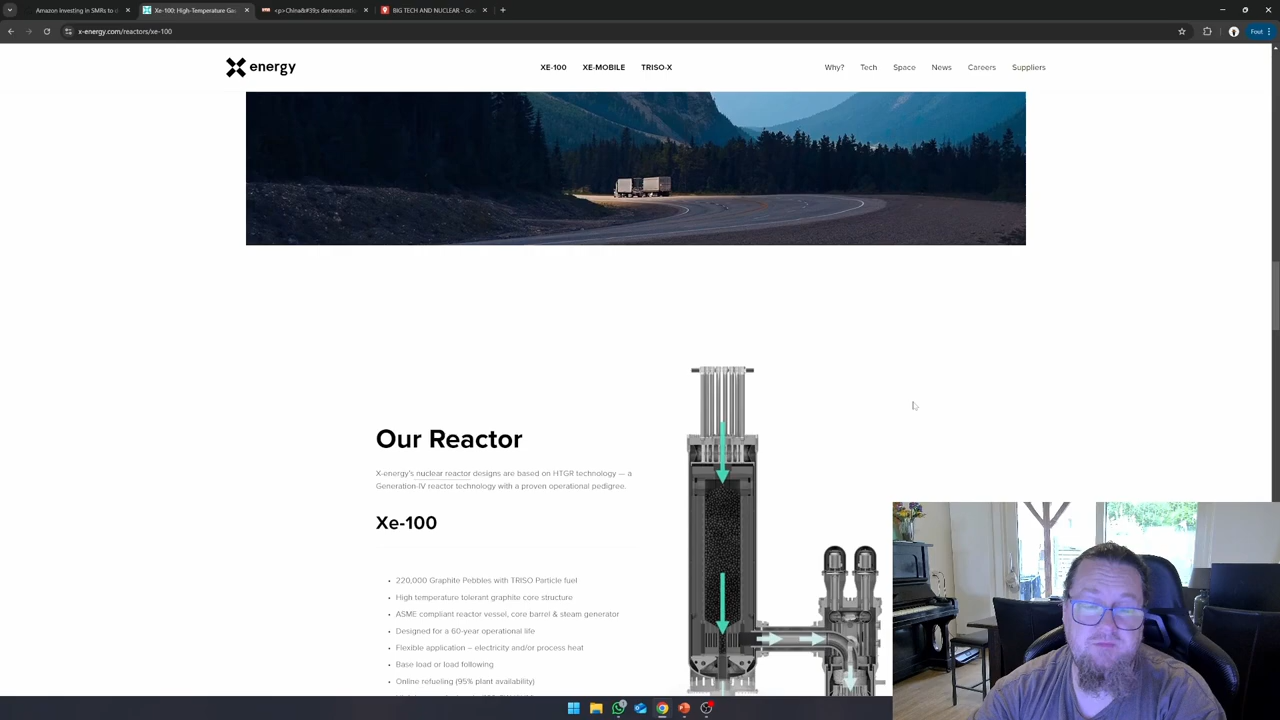 Amazon investing in SMRs to
Xe-100: High-Temperature Ga
<p>China&#39;s demonstratio
BIG TECH AND NUCLEAR - Goo
x-energy.com/reactors/xe-100
Fout
energy
XE-100
XE-MOBILE
TRISO-X
Why?
Tech
Space
News
Careers
Suppliers
Our Reactor
X-energy's nuclear reactor designs are based on HTGR technology — a
Generation-IV reactor technology with a proven operational pedigree.
Xe-100
• 220,000 Graphite Pebbles with TRISO Particle fuel
• High temperature tolerant graphite core structure
• ASME compliant reactor vessel, core barrel & steam generator
• Designed for a 60-year operational life
• Flexible application – electricity and/or process heat
• Base load or load following
• Online refueling (95% plant availability)